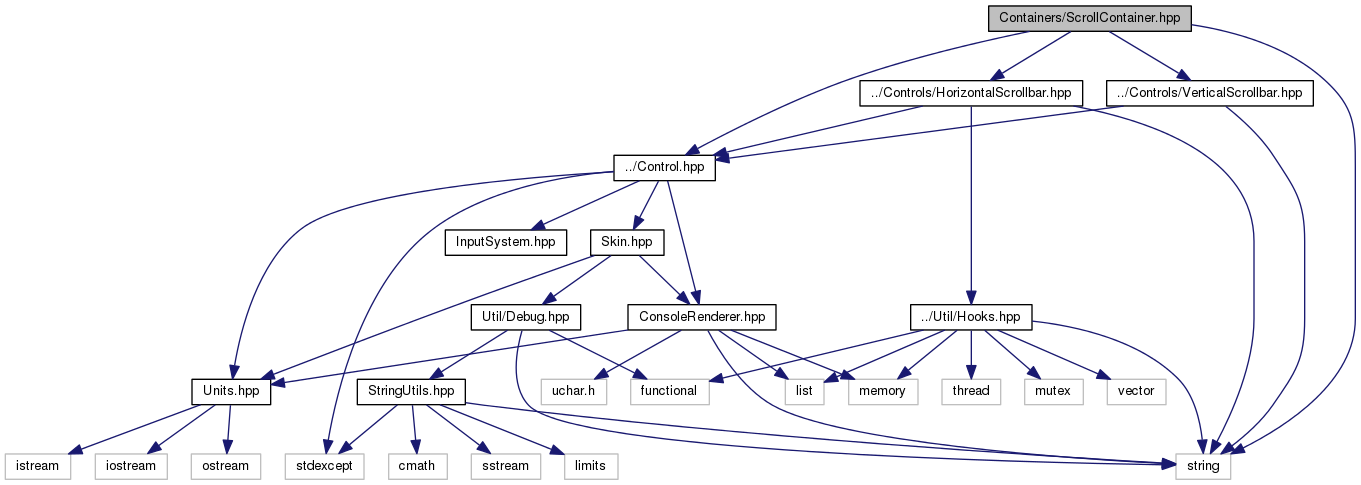 Containers/ScrollContainer.hpp
../Controls/HorizontalScrollbar.hpp
../Controls/VerticalScrollbar.hpp
../Control.hpp
InputSystem.hpp
Skin.hpp
Util/Debug.hpp
ConsoleRenderer.hpp
../Util/Hooks.hpp
Units.hpp
StringUtils.hpp
uchar.h
functional
list
memory
thread
mutex
vector
istream
iostream
ostream
stdexcept
cmath
sstream
limits
string